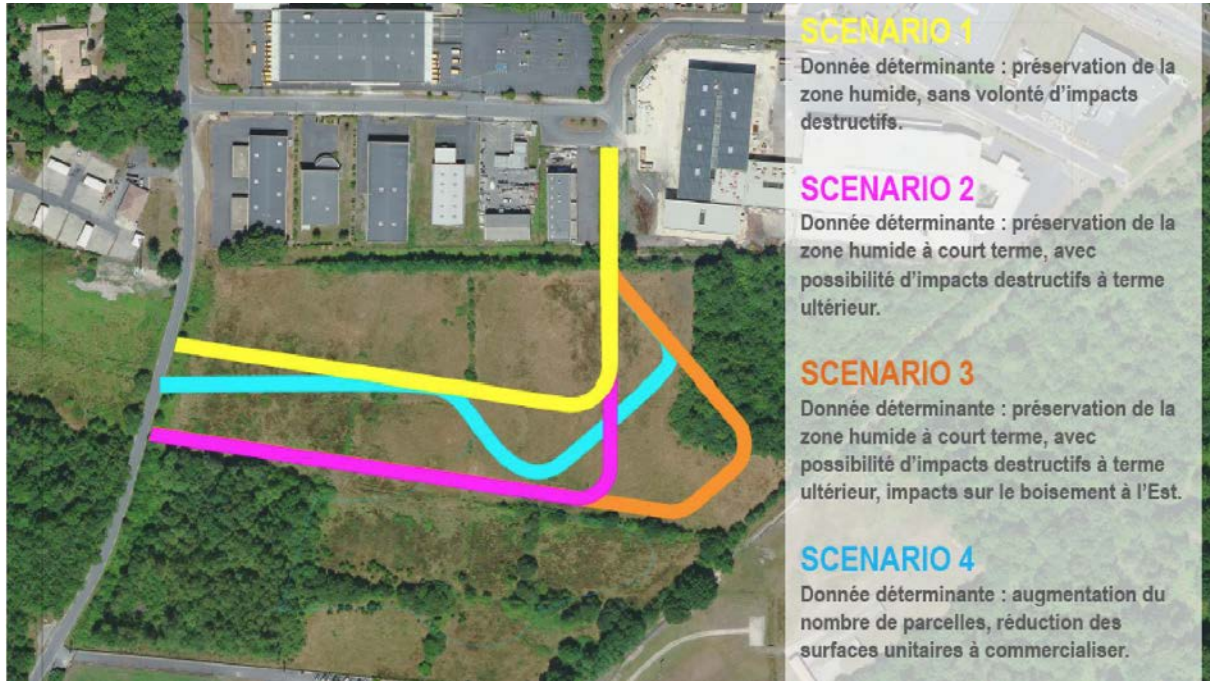 SCENARIO 1
Donnée déterminante : préservation de la
zone humide, sans volonté d'impacts
destructifs.
SCENARIO 2
Donnée déterminante : préservation de la
zone humide à court terme, avec
possibilité d'impacts destructifs à terme
ultérieur.
SCENARIO 3
Donnée déterminante : préservation de la
zone humide à court terme, avec
possibilité d'impacts destructifs à terme
ultérieur, impacts sur le boisement à l'Est.
SCENARIO 4
Donnée déterminante : augmentation du
nombre de parcelles, réduction des
surfaces unitaires à commercialiser.